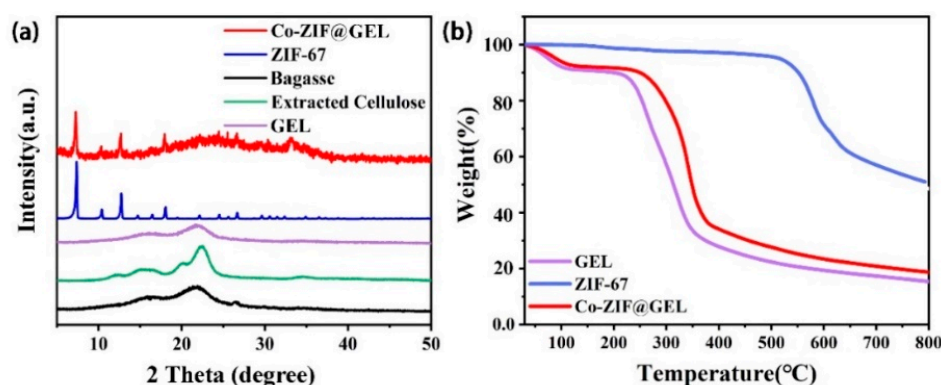 (a)
Co-ZIF@GEL
ZIF-67
Bagasse
Extracted Cellulose
GEL
Intensity(a.u.)
10 20 30 40 50
2 Theta (degree)
(b)
100
80
60
40
20
0.0
Weight(%)
GEL
ZIF-67
Co-ZIF@GEL
100 200 300 400 500 600 700 800
Temperature(°C)